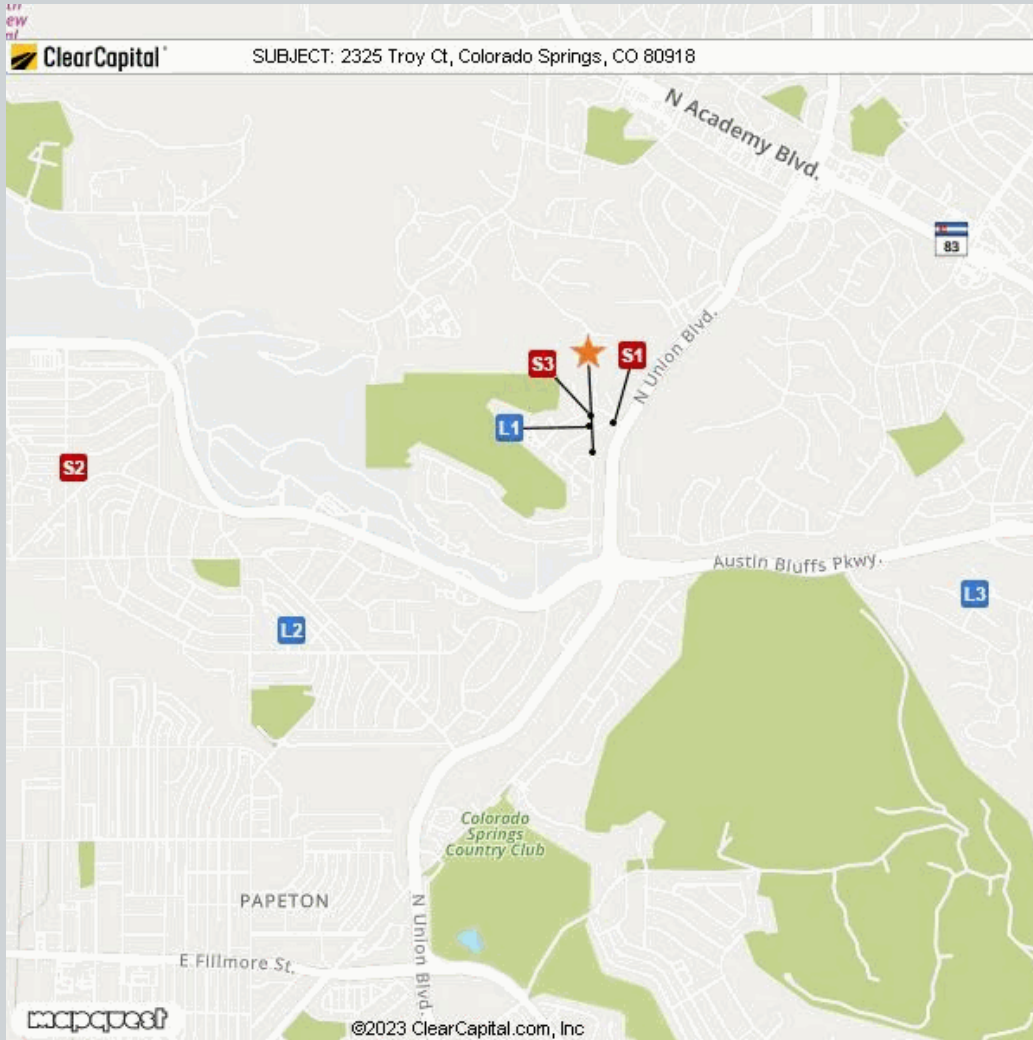 ew
ClearCapital
SUBJECT: 2325 Troy Ct, Colorado Springs, CO 80918
N Academy Blvd.
83
N Union Blvd.
S3
S1
L1
S2
Austin Bluffs Pkwy.
L3
L2
Colorado
Springs
Country Club
PAPETON
N Union Blvd.
E Fillmore St.
mapquest
©2023 ClearCapital.com, Inc